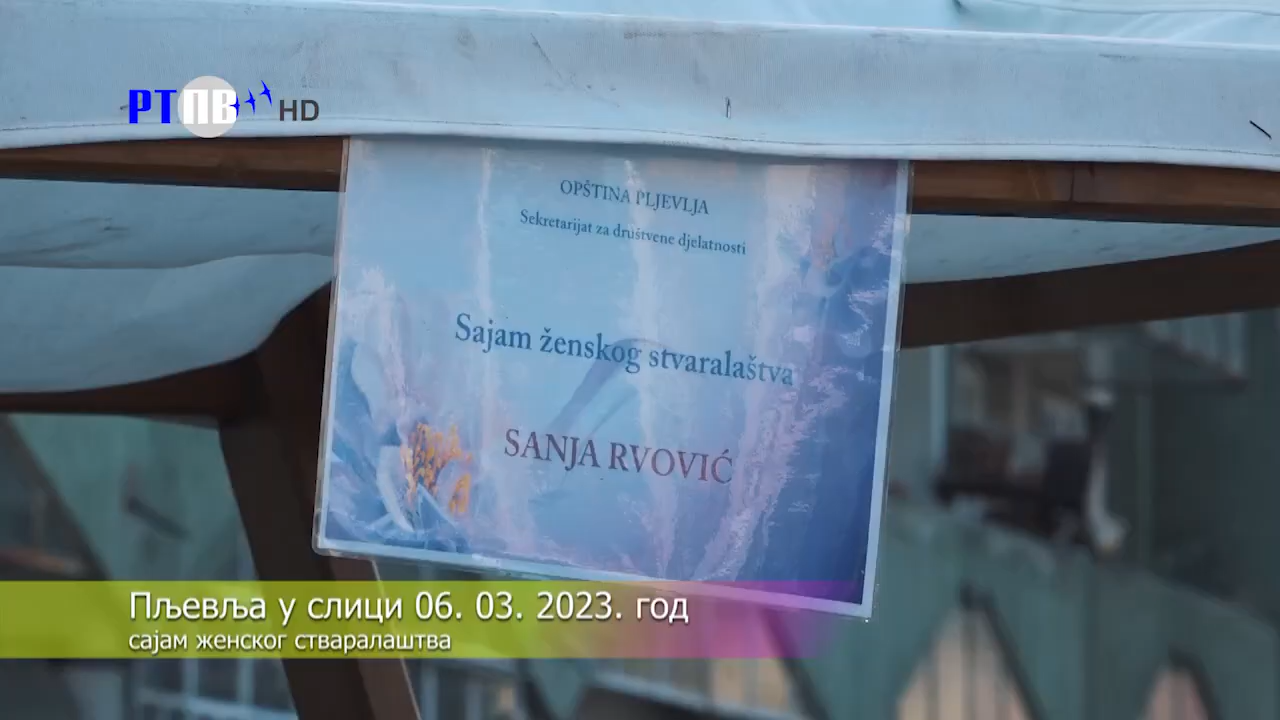 РТПВ HD
OPŠTINA PLJEVLJA
Sekretarijat za društvene djelatnosti
Sajam ženskog stvaralaštva
SANJA RVOVIĆ
Пљевља у слици 06. 03. 2023. год
сајам женског стваралаштва